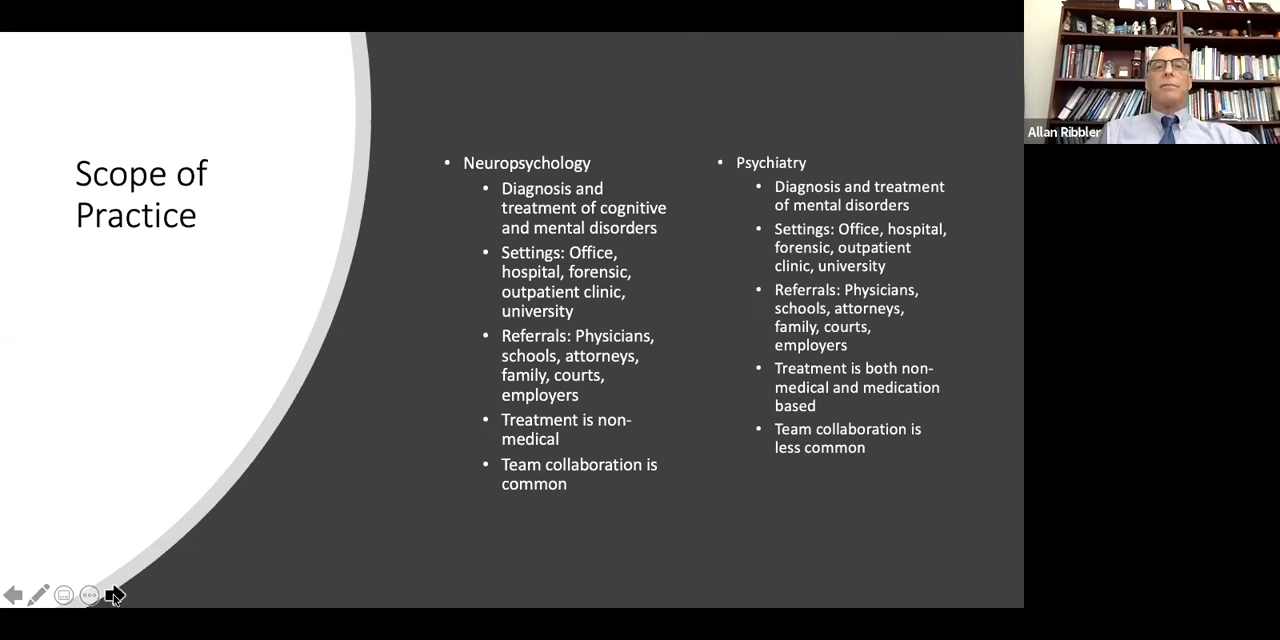 Scope of
Practice
• Neuropsychology
• Diagnosis and
treatment of cognitive
and mental disorders
• Settings: Office,
hospital, forensic,
outpatient clinic,
university
• Referrals: Physicians,
schools, attorneys,
family, courts,
employers
• Treatment is non-
medical
• Team collaboration is
common
• Psychiatry
• Diagnosis and treatment
of mental disorders
• Settings: Office, hospital,
forensic, outpatient
clinic, university
• Referrals: Physicians,
schools, attorneys,
family, courts,
employers
• Treatment is both non-
medical and medication
based
• Team collaboration is
less common
Allan Ribbler